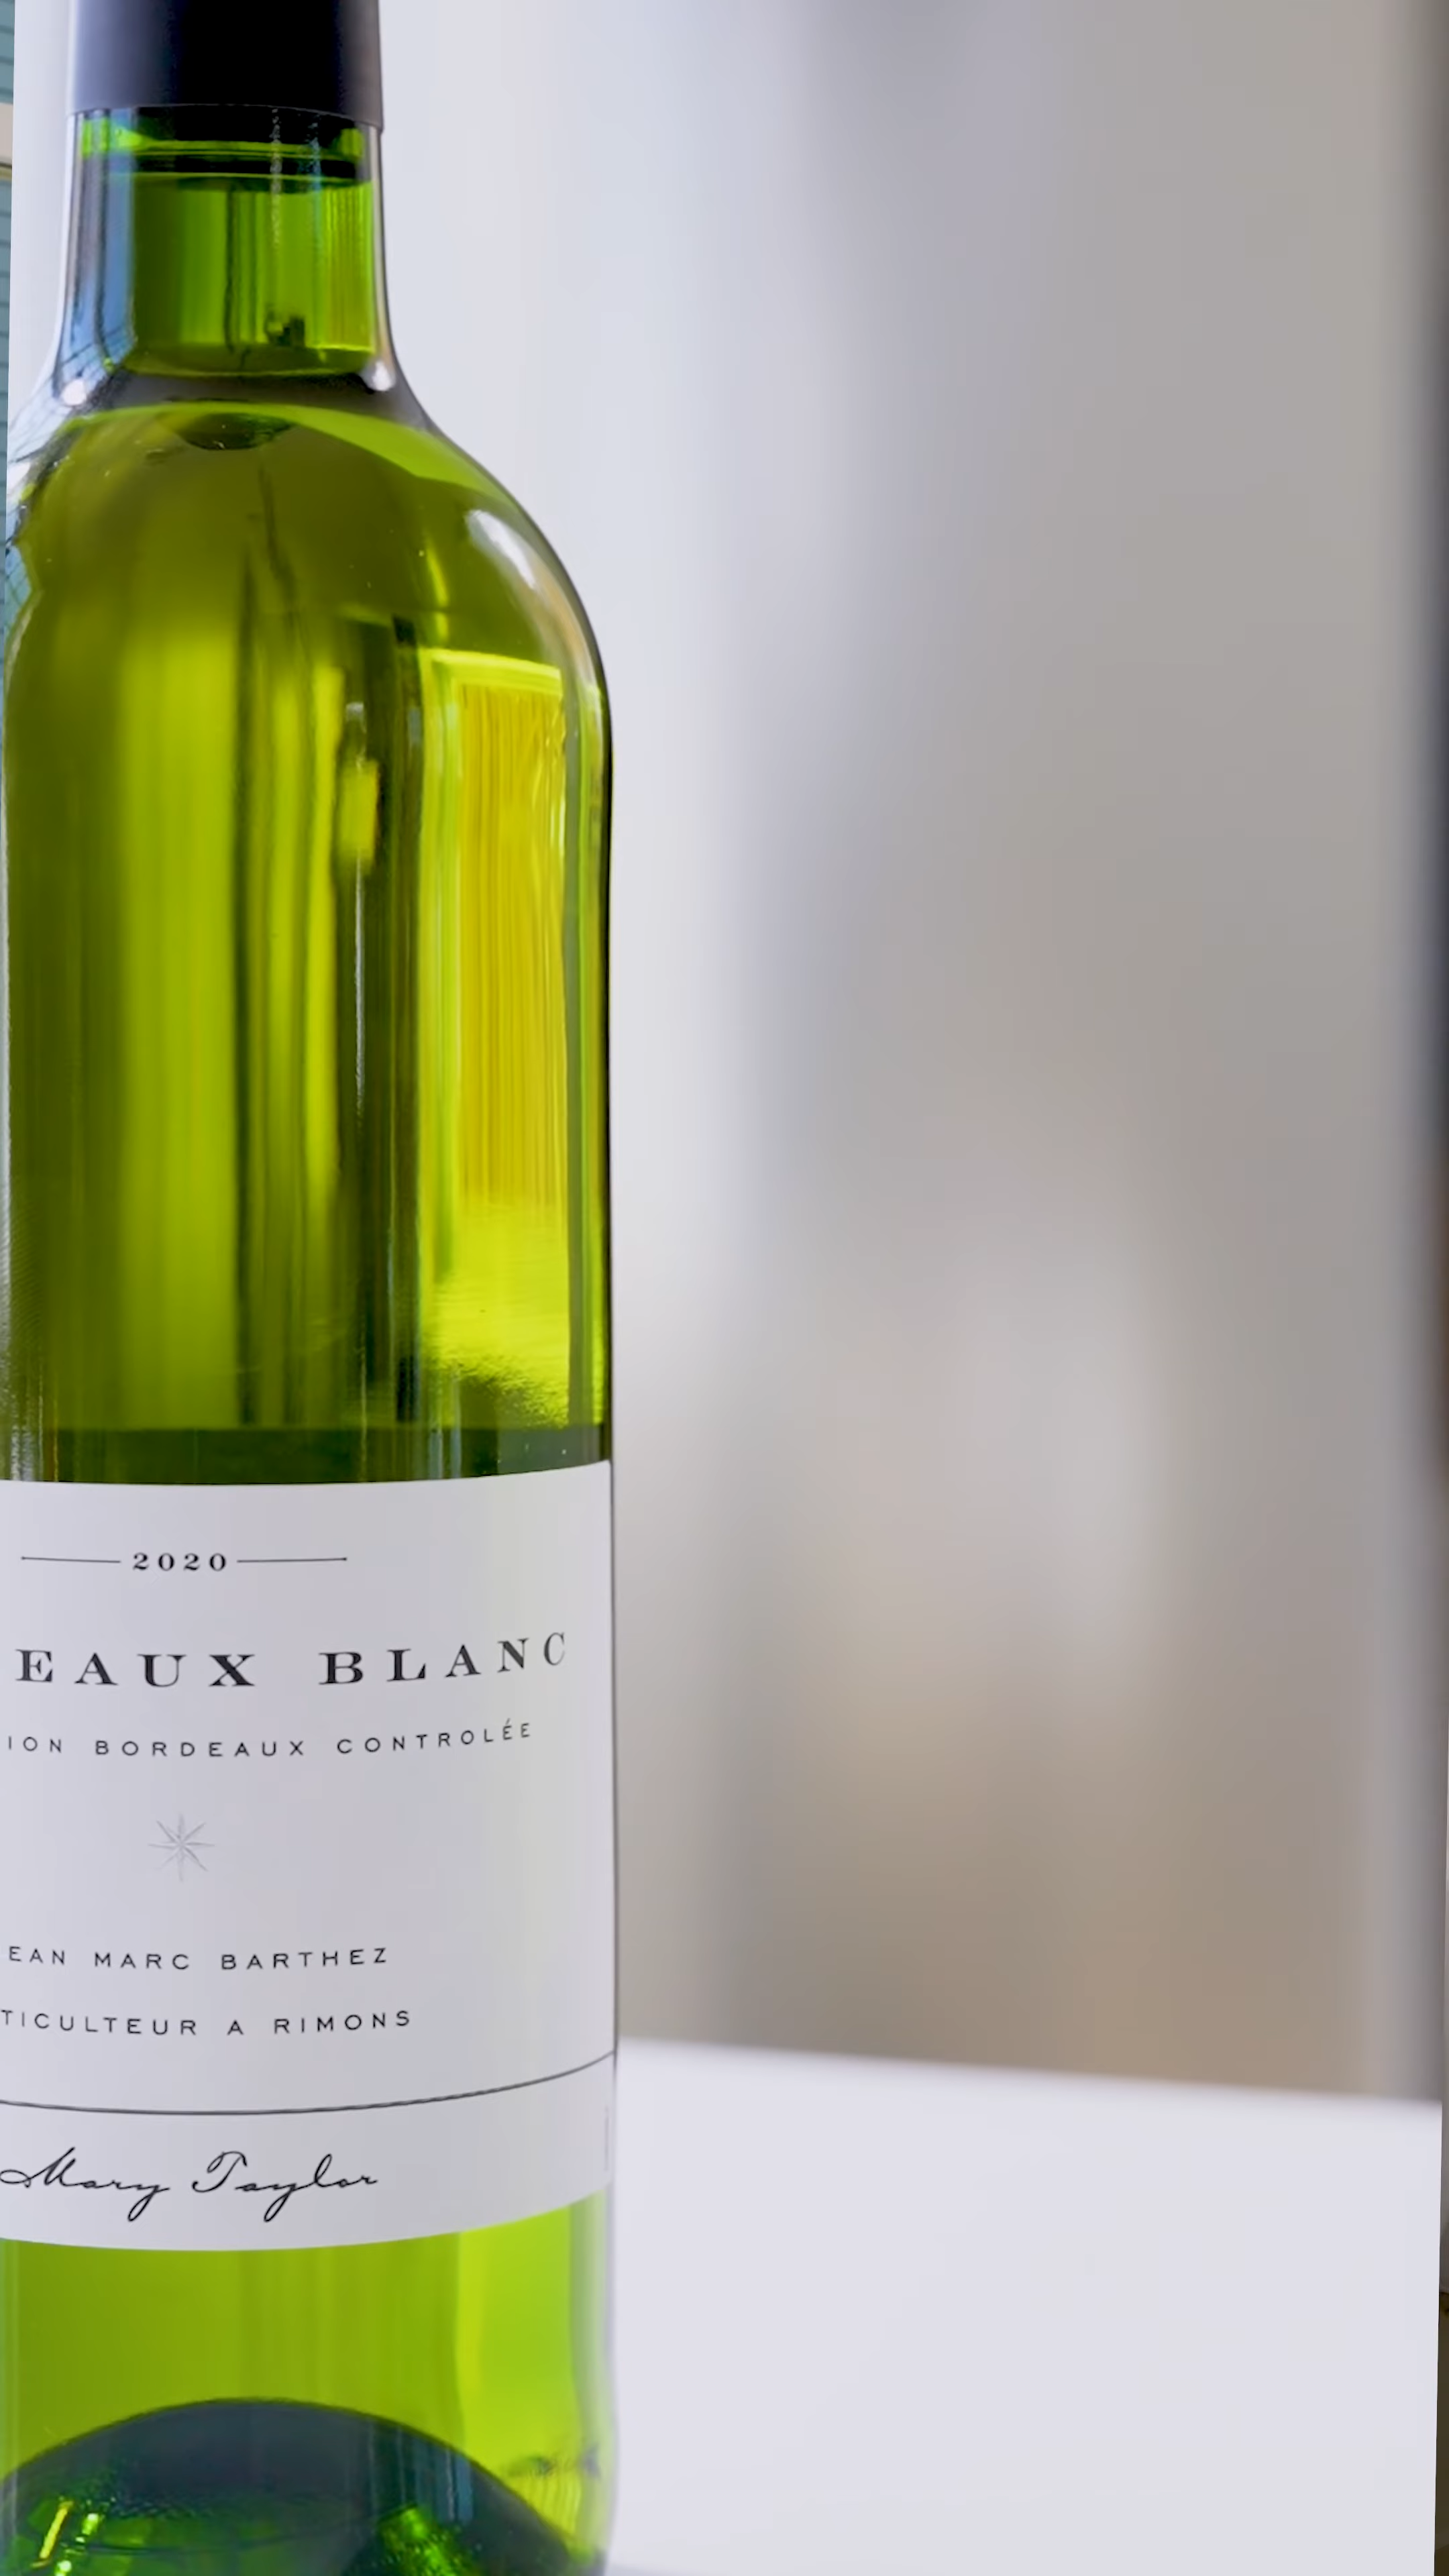 2020
EAUX BLANC
ION BORDEAUX CONTROLÉE
EAN MARC BARTHEZ
TICULTEUR A RIMONS
Mary Taylor